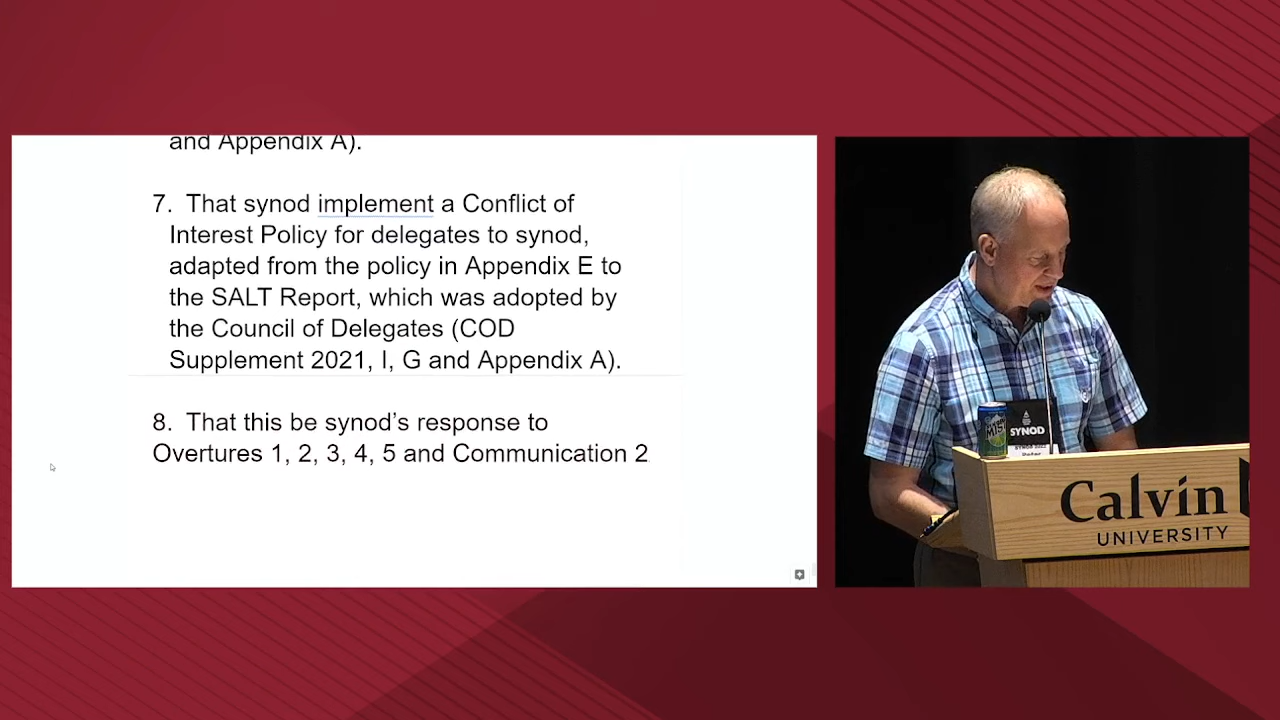 and Appendix A).
7. That synod implement a Conflict of
Interest Policy for delegates to synod,
adapted from the policy in Appendix E to
the SALT Report, which was adopted by
the Council of Delegates (COD
Supplement 2021, I, G and Appendix A).
8. That this be synod’s response to
Overtures 1, 2, 3, 4, 5 and Communication 2
MIST
SYNOD
Calvin
UNIVERSITY